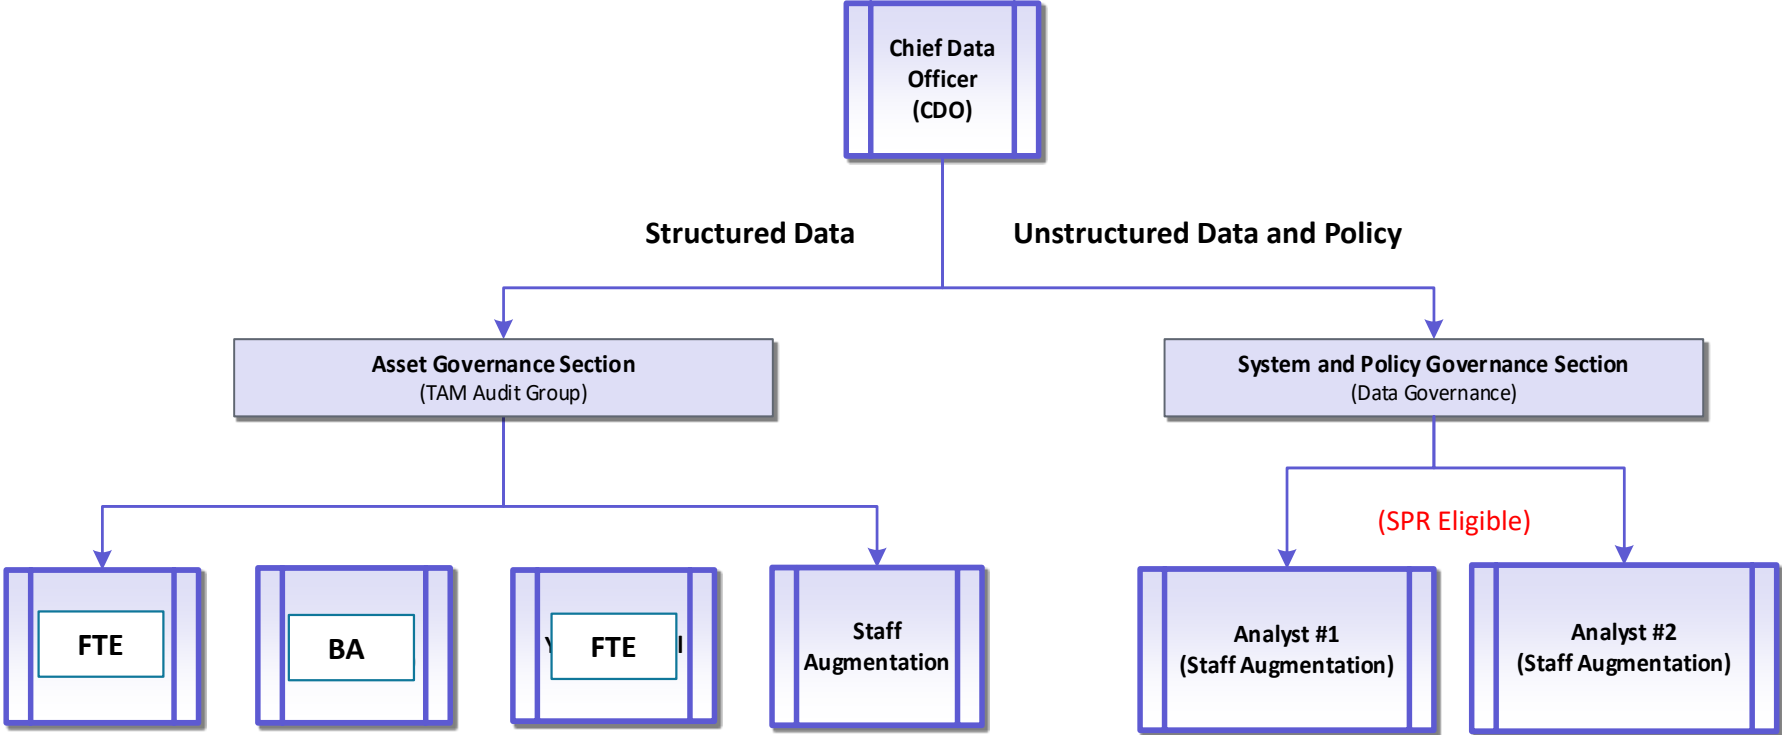 Chief Data
Officer
(CDO)
Structured Data
Unstructured Data and Policy
Asset Governance Section
(TAM Audit Group)
System and Policy Governance Section
(Data Governance)
(SPR Eligible)
FTE
BA
FTE
Staff
Augmentation
Analyst #1
(Staff Augmentation)
Analyst #2
(Staff Augmentation)